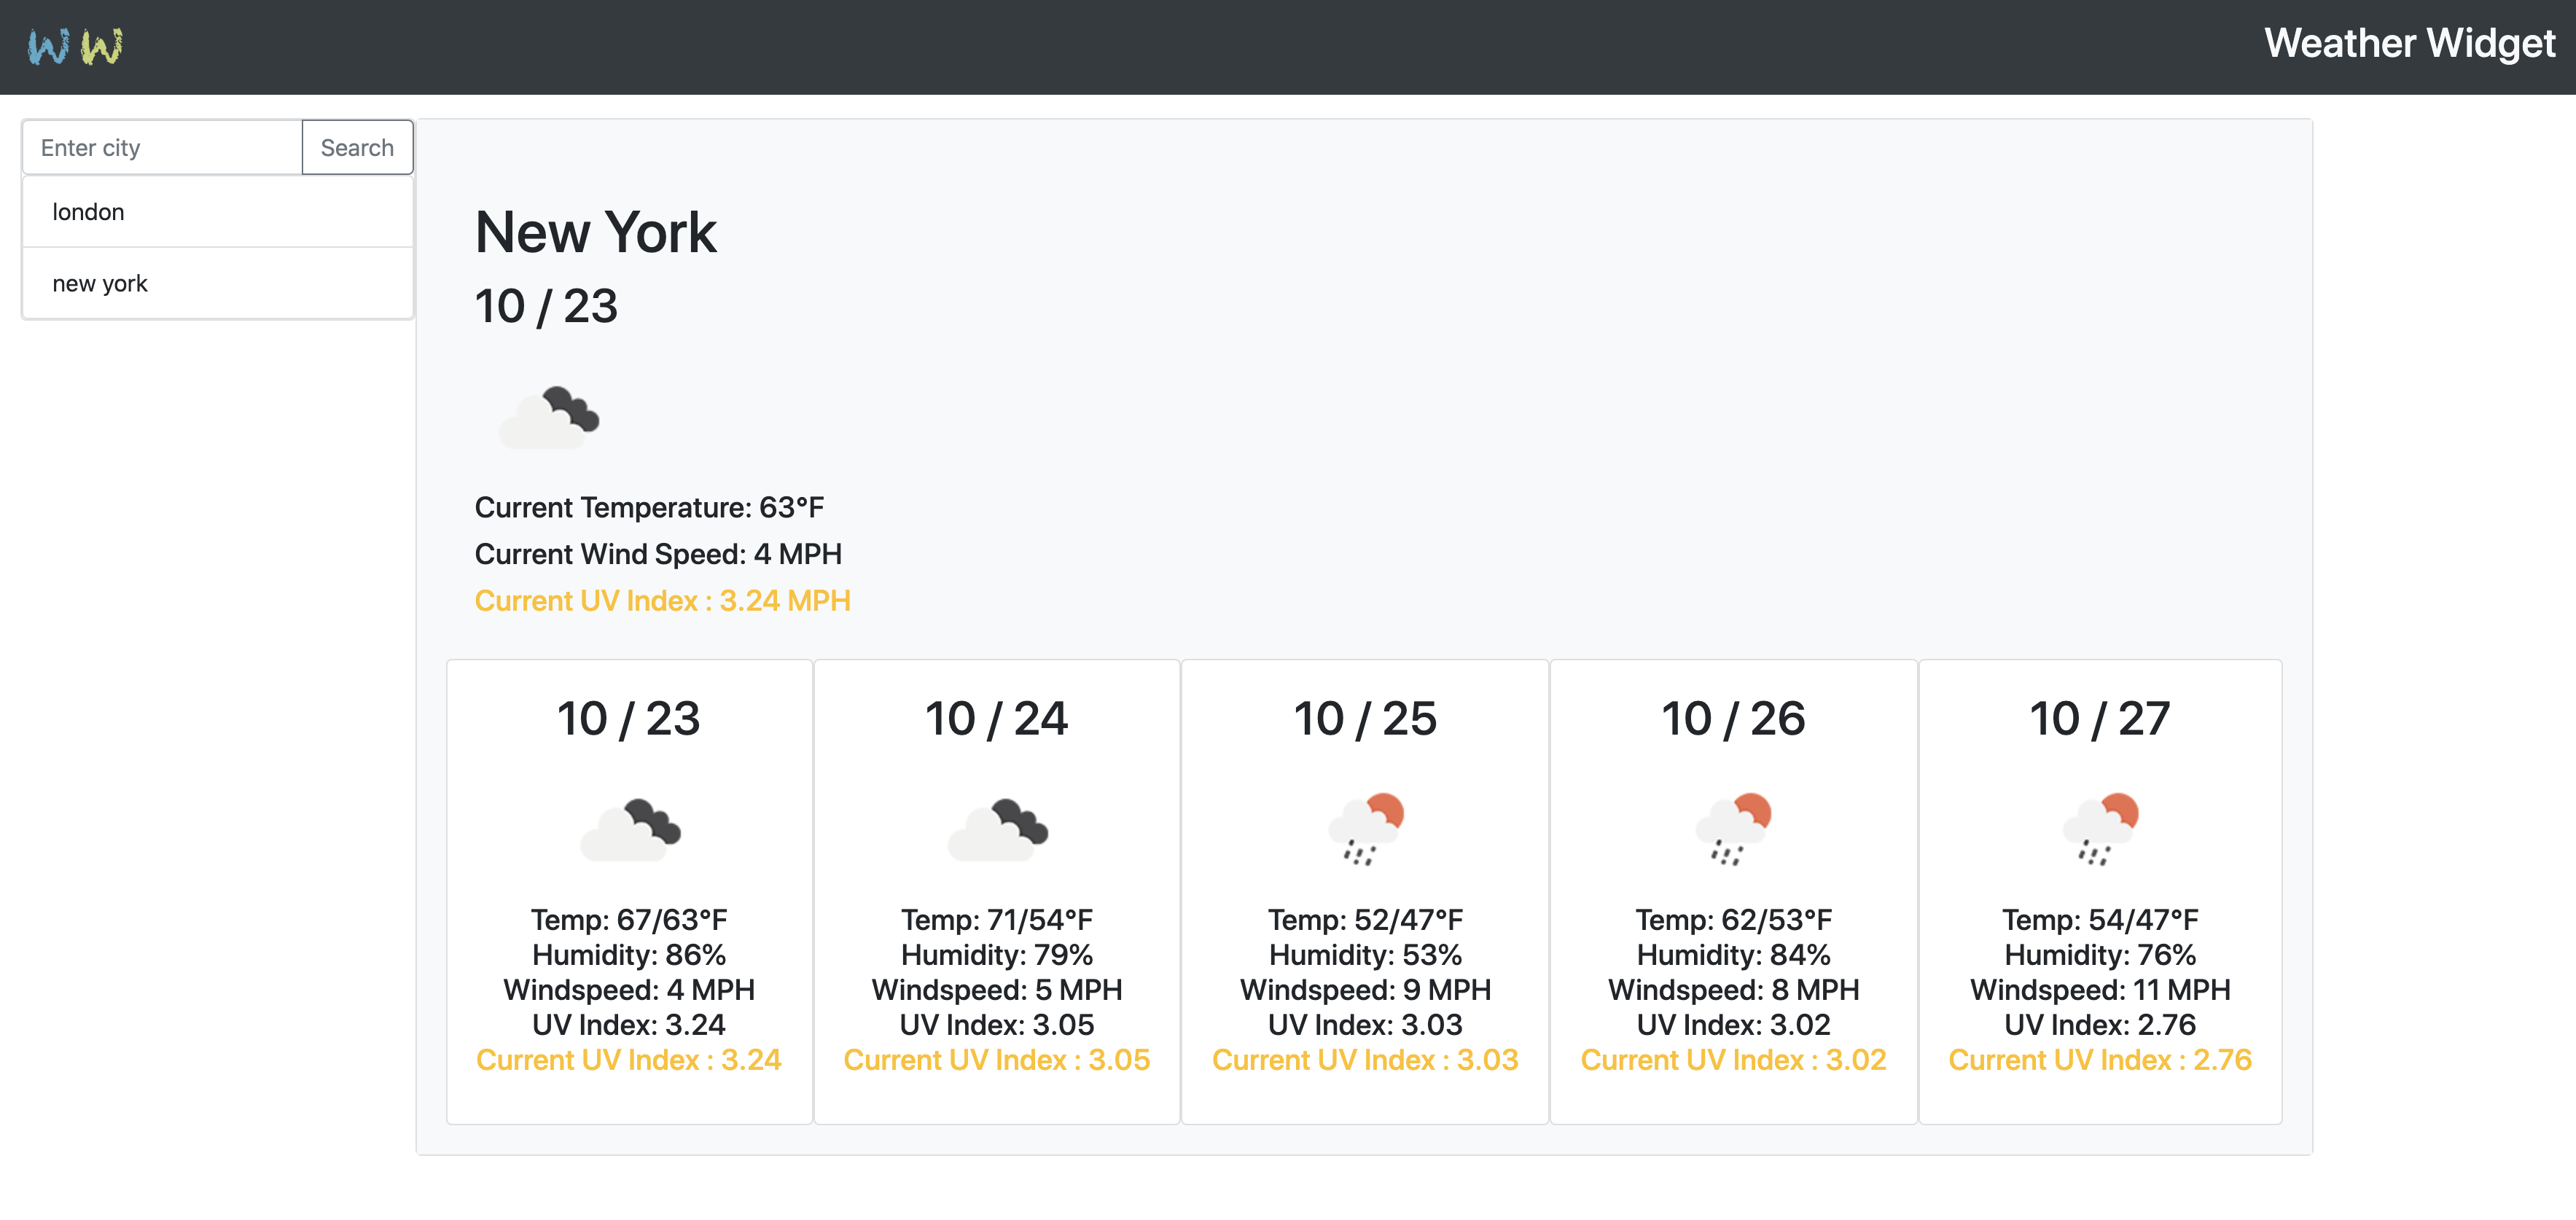 W W
Weather Widget
Enter city
Search
london
new york
New York
10 / 23
Current Temperature: 63°F
Current Wind Speed: 4 MPH
Current UV Index : 3.24 MPH
10 / 23
Temp: 67/63°F
Humidity: 86%
Windspeed: 4 MPH
UV Index: 3.24
Current UV Index : 3.24
10 / 24
Temp: 71/54°F
Humidity: 79%
Windspeed: 5 MPH
UV Index: 3.05
Current UV Index : 3.05
10 / 25
Temp: 52/47°F
Humidity: 53%
Windspeed: 9 MPH
UV Index: 3.03
Current UV Index : 3.03
10 / 26
Temp: 62/53°F
Humidity: 84%
Windspeed: 8 MPH
UV Index: 3.02
Current UV Index : 3.02
10 / 27
Temp: 54/47°F
Humidity: 76%
Windspeed: 11 MPH
UV Index: 2.76
Current UV Index : 2.76